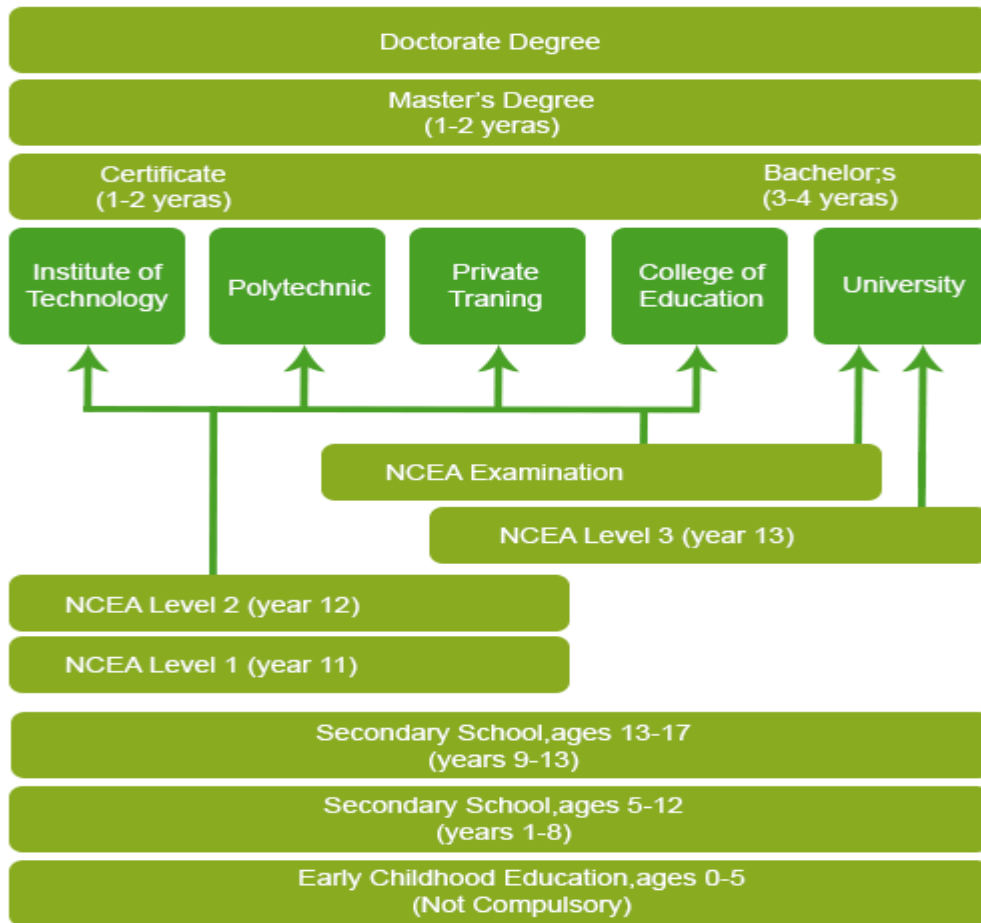 Doctorate Degree
Master's Degree
(1-2 yeras)
Certificate
(1-2 yeras)
Bachelor;s
(3-4 yeras)
Institute of
Technology
Polytechnic
Private
Traning
College of
Education
University
NCEA Examination
NCEA Level 3 (year 13)
NCEA Level 2 (year 12)
NCEA Level 1 (year 11)
Secondary School,ages 13-17
(years 9-13)
Secondary School,ages 5-12
(years 1-8)
Early Childhood Education,ages 0-5
(Not Compulsory)